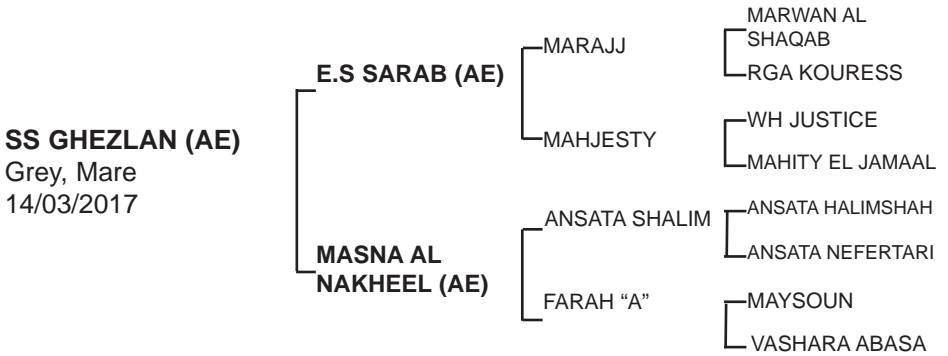 SS GHEZLAN (AE)
Grey, Mare
14/03/2017
E.S SARAB (AE)
MASNA AL
NAKHEEL (AE)
MARAJJ
MAHJESTY
ANSATA SHALIM
FARAH “A”
MARWAN AL
SHAQAB
RGA KOURESS
WH JUSTICE
MAHITY EL JAMAAL
ANSATA HALIMSHAH
ANSATA NEFERTARI
MAYSOUN
VASHARA ABASA